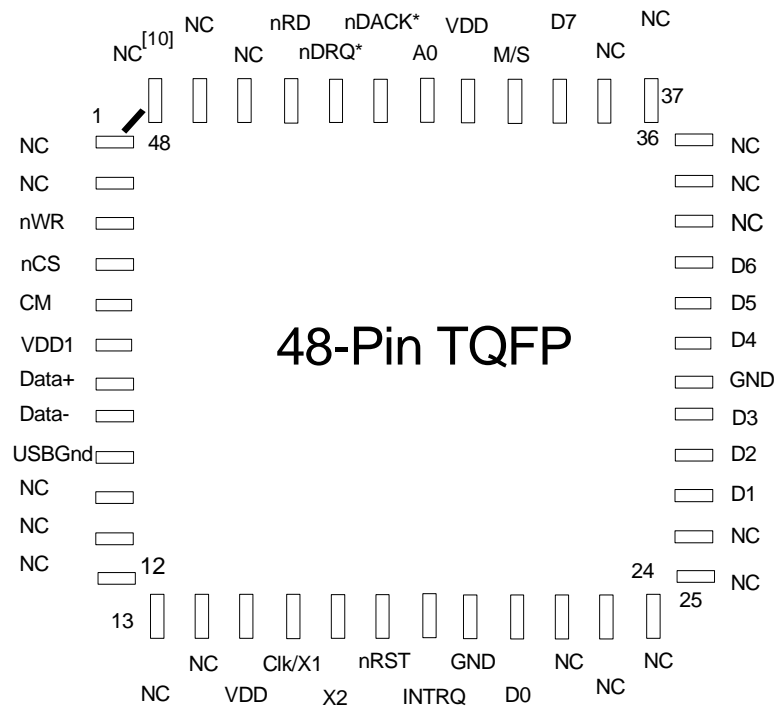 nRD nDACK* D7 NC
NC VDD
NC[10] NC nDRQ* A0 M/S NC
37
1
48 36
NC NC
NC NC
nWR NC
nCS D6
CM D5
VDD1 D4
48-Pin TQFP
Data+ GND
Data- D3
USBGnd D2
NC D1
NC NC
NC 12 24 NC
13 25
NC Clk/X1 nRST GND NC NC
NC VDD X2 INTRQ D0 NC